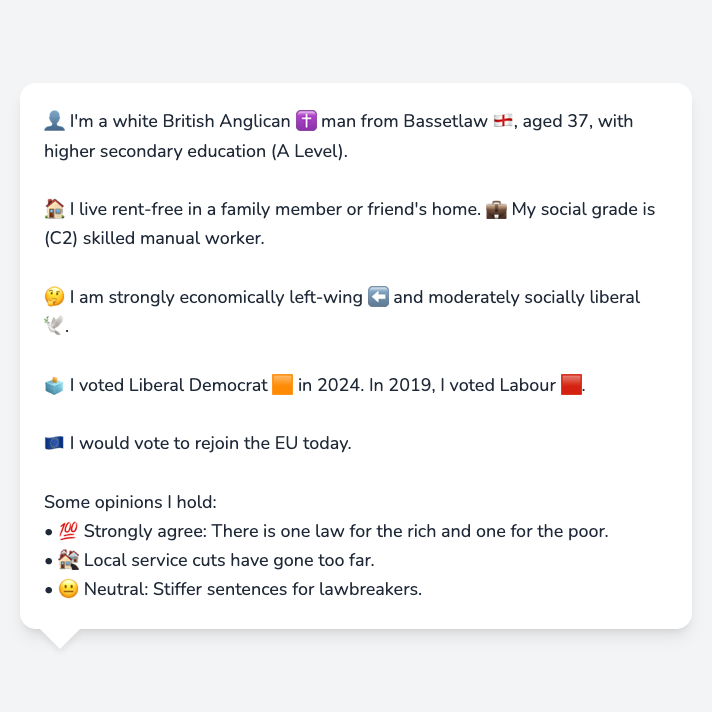 👤 I'm a white British Anglican ✝️ man from Bassetlaw 🏴󠁧󠁢󠁥󠁮󠁧󠁿, aged 37, with
higher secondary education (A Level).
🏠 I live rent-free in a family member or friend's home. 💼 My social grade is
(C2) skilled manual worker.
🤔 I am strongly economically left-wing ⬅️ and moderately socially liberal
🕊️.
🗳️ I voted Liberal Democrat 🟧 in 2024. In 2019, I voted Labour 🟥.
🇪🇺 I would vote to rejoin the EU today.
Some opinions I hold:
• 💯 Strongly agree: There is one law for the rich and one for the poor.
• 🏚️ Local service cuts have gone too far.
• 😐 Neutral: Stiffer sentences for lawbreakers.